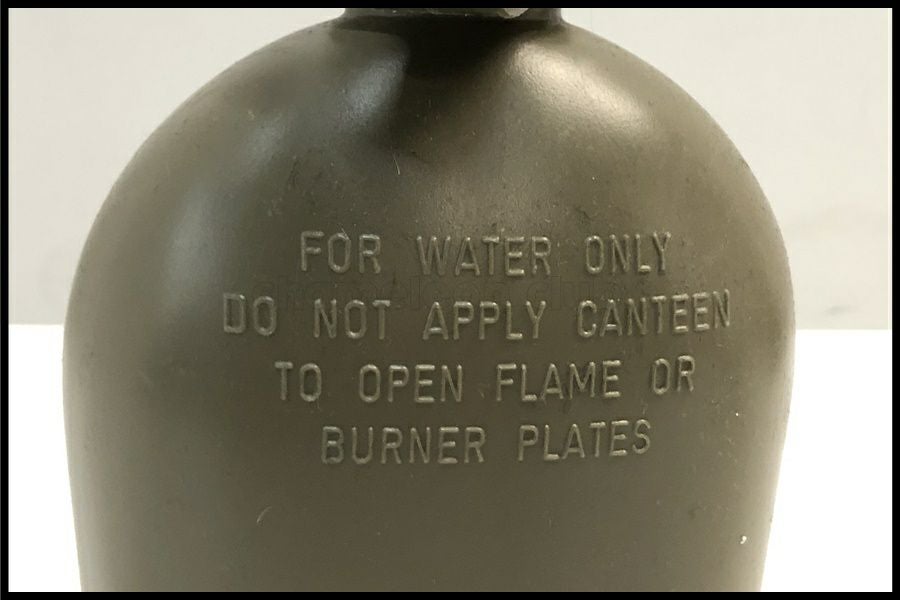 FOR WATER ONLY
DO NOT APPLY CANTEEN
TO OPEN FLAME OR
BURNER PLATES